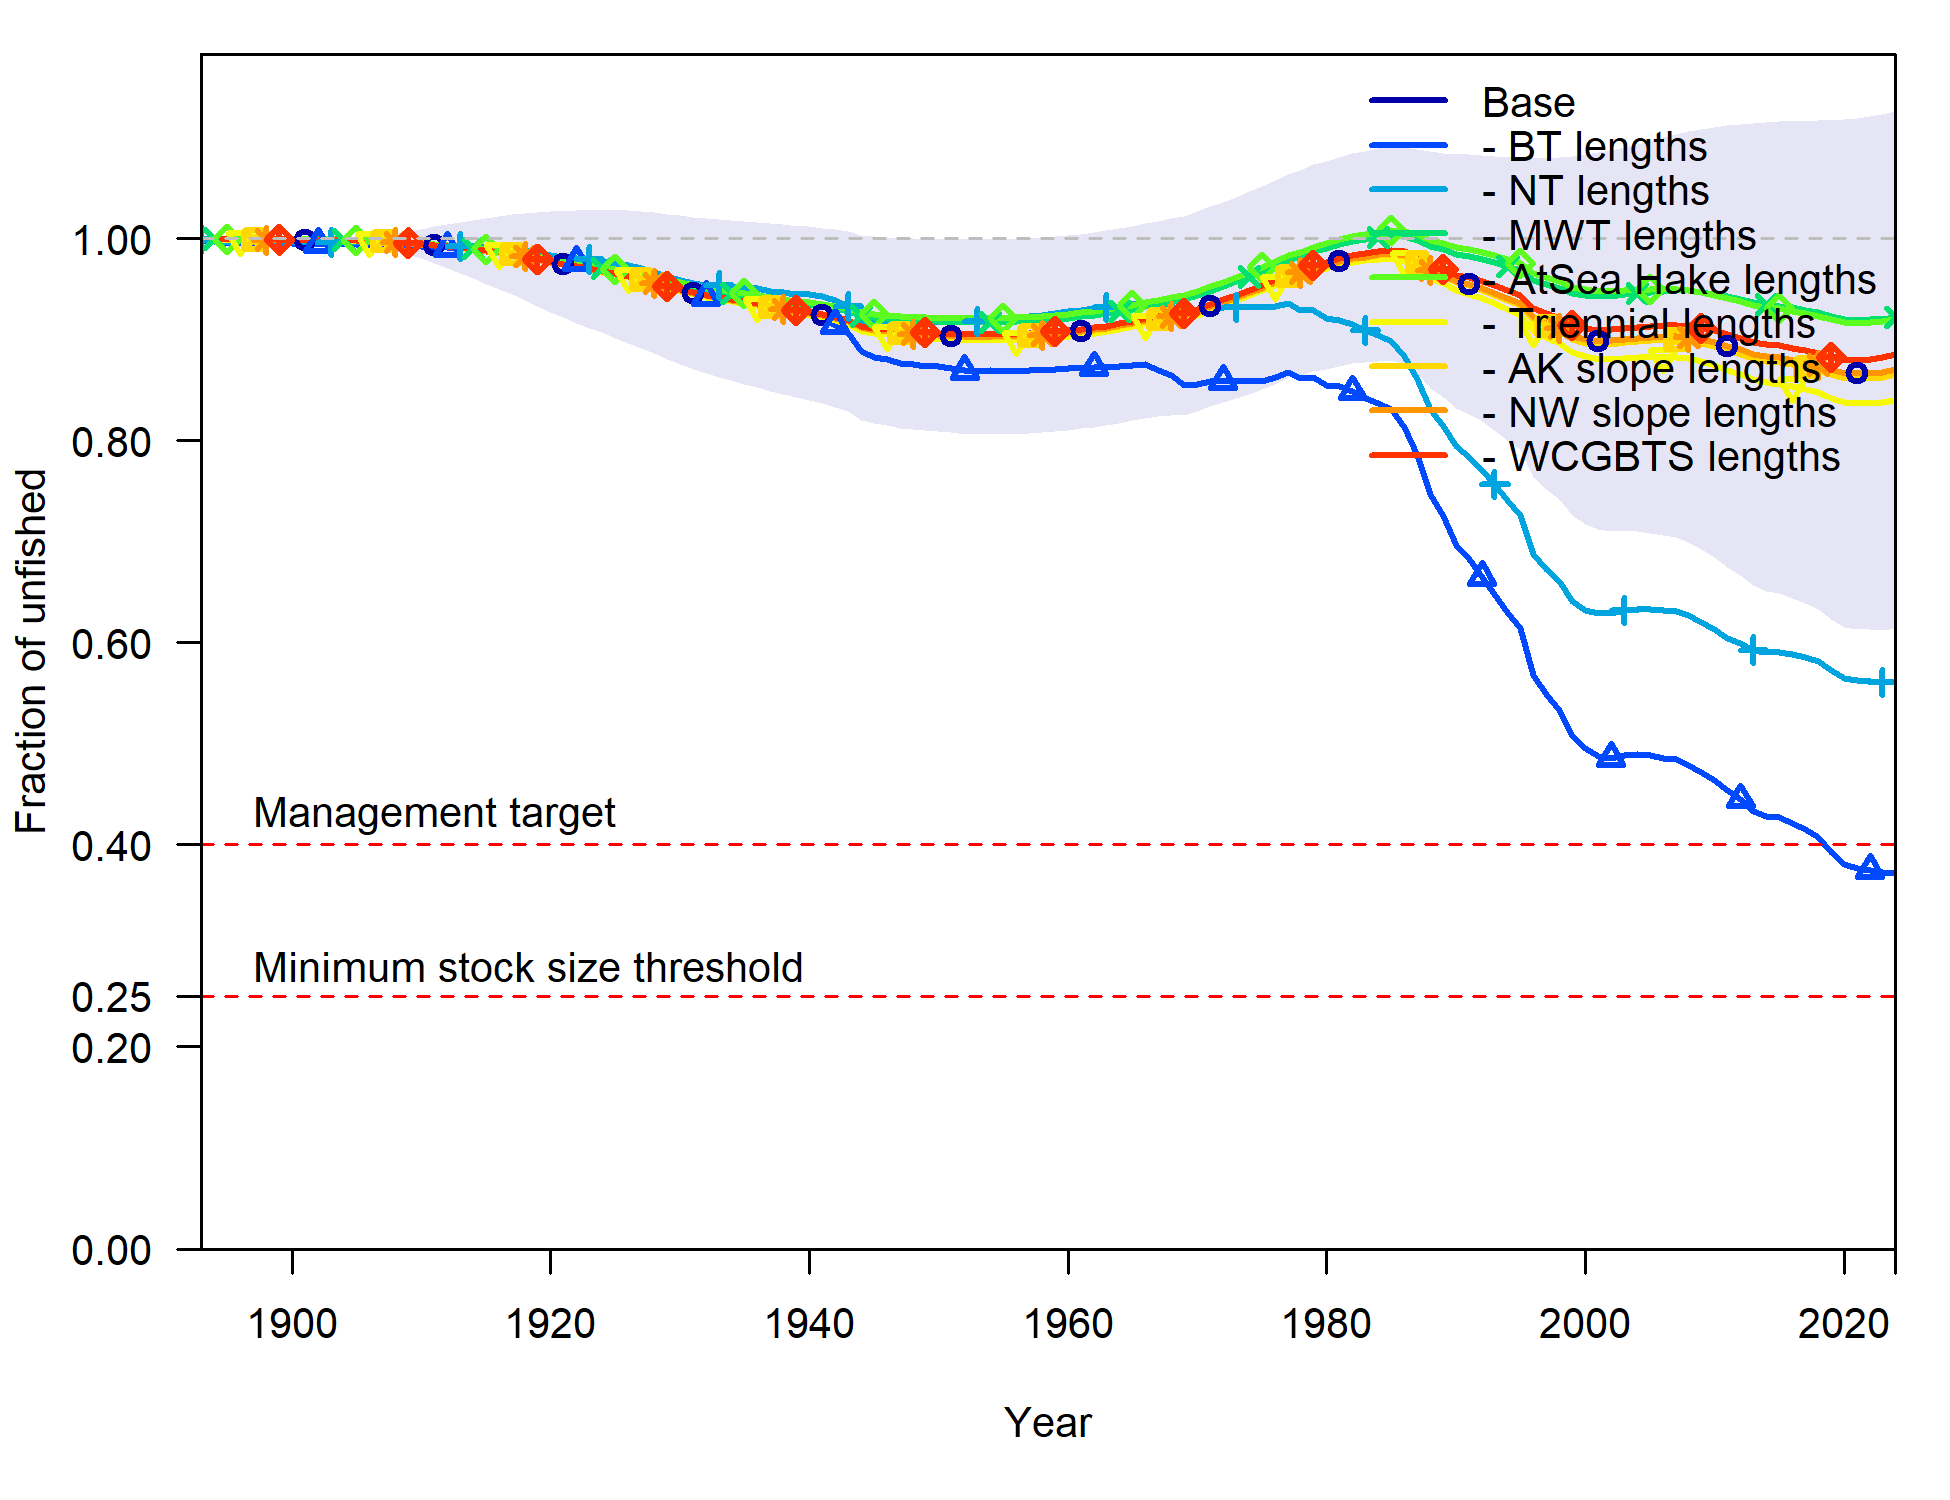 Base
- BT lengths
- NT lengths
- MWT lengths
- AtSea Hake lengths
- Triennial lengths
- AK slope lengths
- NW slope lengths
- WCGBTS lengths
Fraction of unfished
1.00
0.80
0.60
0.40
0.25
0.20
0.00
Management target
Minimum stock size threshold
1900 1920 1940 1960 1980 2000 2020
Year